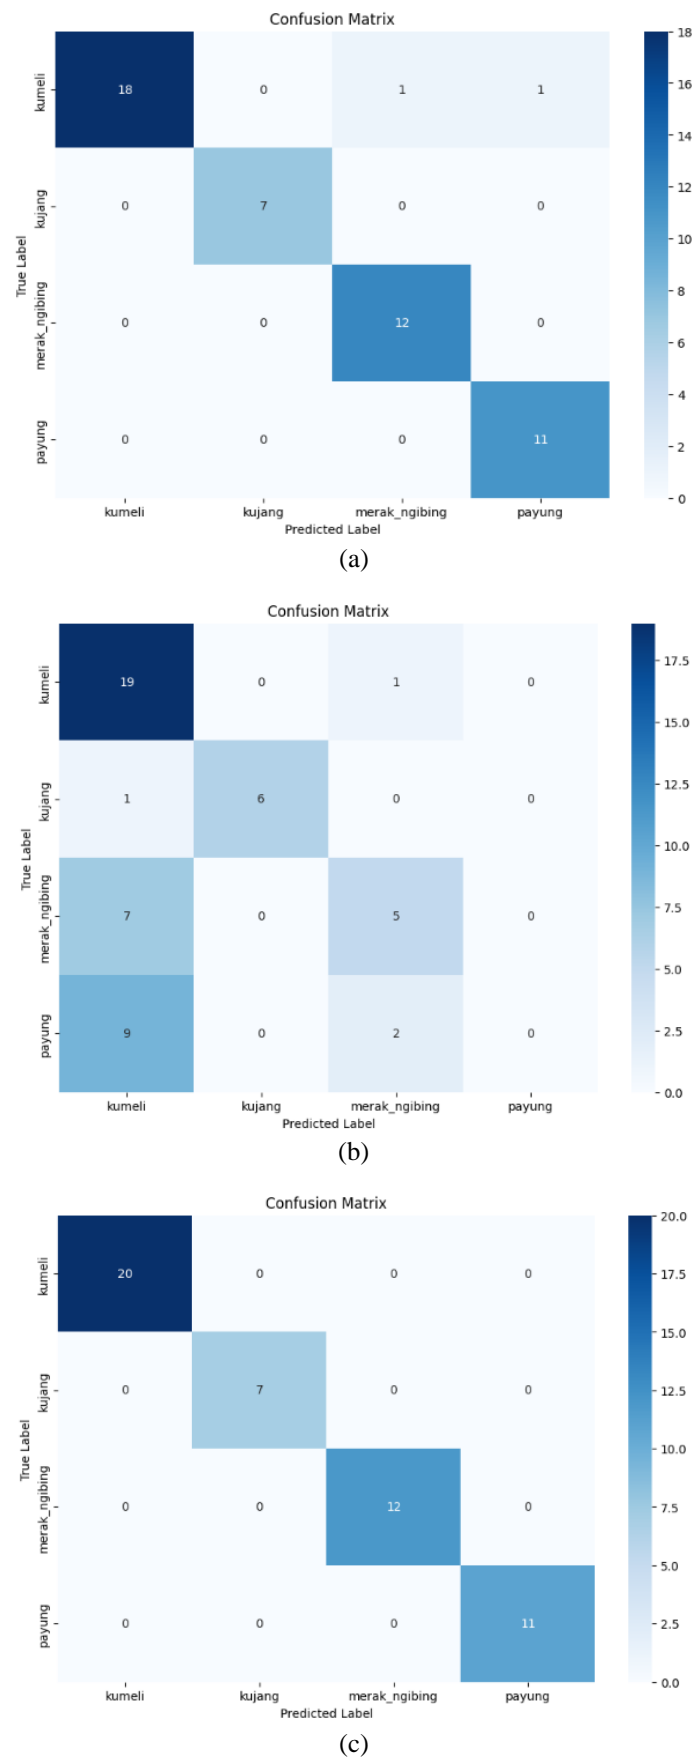 Confusion Matrix
kumeli 18 0 1 1
kujang 0 7 0 0
merak_ngibing 0 0 12 0
payung 0 0 0 11
True Label
kumeli kujang merak_ngibing payung
Predicted Label
18
16
14
12
10
8
6
4
2
0
(a)
Confusion Matrix
kumeli 19 0 1 0
kujang 1 6 0 0
merak_ngibing 7 0 5 0
payung 9 0 2 0
True Label
kumeli kujang merak_ngibing payung
Predicted Label
17.5
15.0
12.5
10.0
7.5
5.0
2.5
0.0
(b)
Confusion Matrix
kumeli 20 0 0 0
kujang 0 7 0 0
merak_ngibing 0 0 12 0
payung 0 0 0 11
True Label
kumeli kujang merak_ngibing payung
Predicted Label
20.0
17.5
15.0
12.5
10.0
7.5
5.0
2.5
0.0
(c)